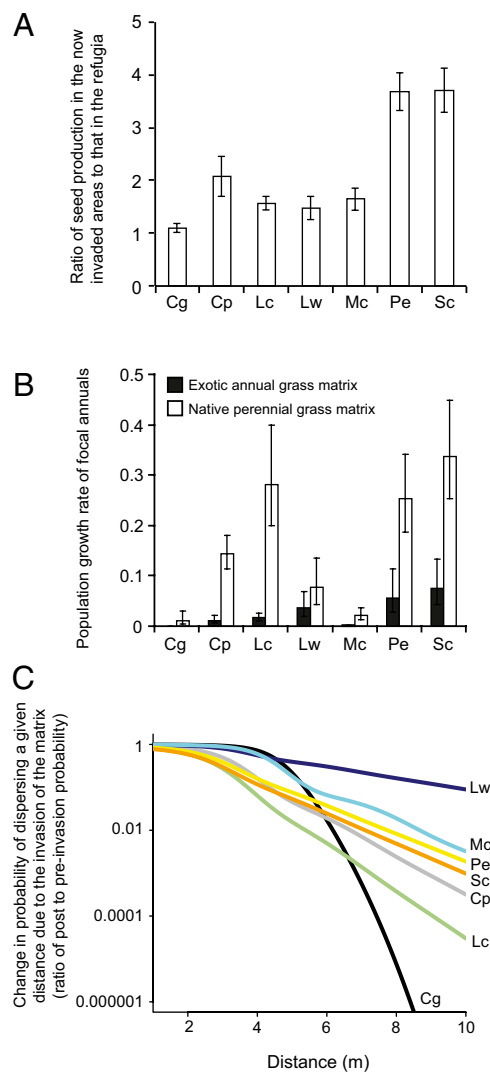 A
Ratio of seed production in the now
invaded areas to that in the refugia
5
4
3
2
1
0
Cg Cp Lc Lw Mc Pe Sc
B
Population growth rate of focal annuals
0.5
0.4
0.3
0.2
0.1
0
Exotic annual grass matrix
Native perennial grass matrix
Cg Cp Lc Lw Mc Pe Sc
C
Change in probability of dispersing a given
distance due to the invasion of the matrix
(ratio of post to pre-invasion probability)
1
0.01
0.0001
0.000001
Lw
Mc
Pe
Sc
Cp
Lc
Cg
2 4 6 8 10
Distance (m)